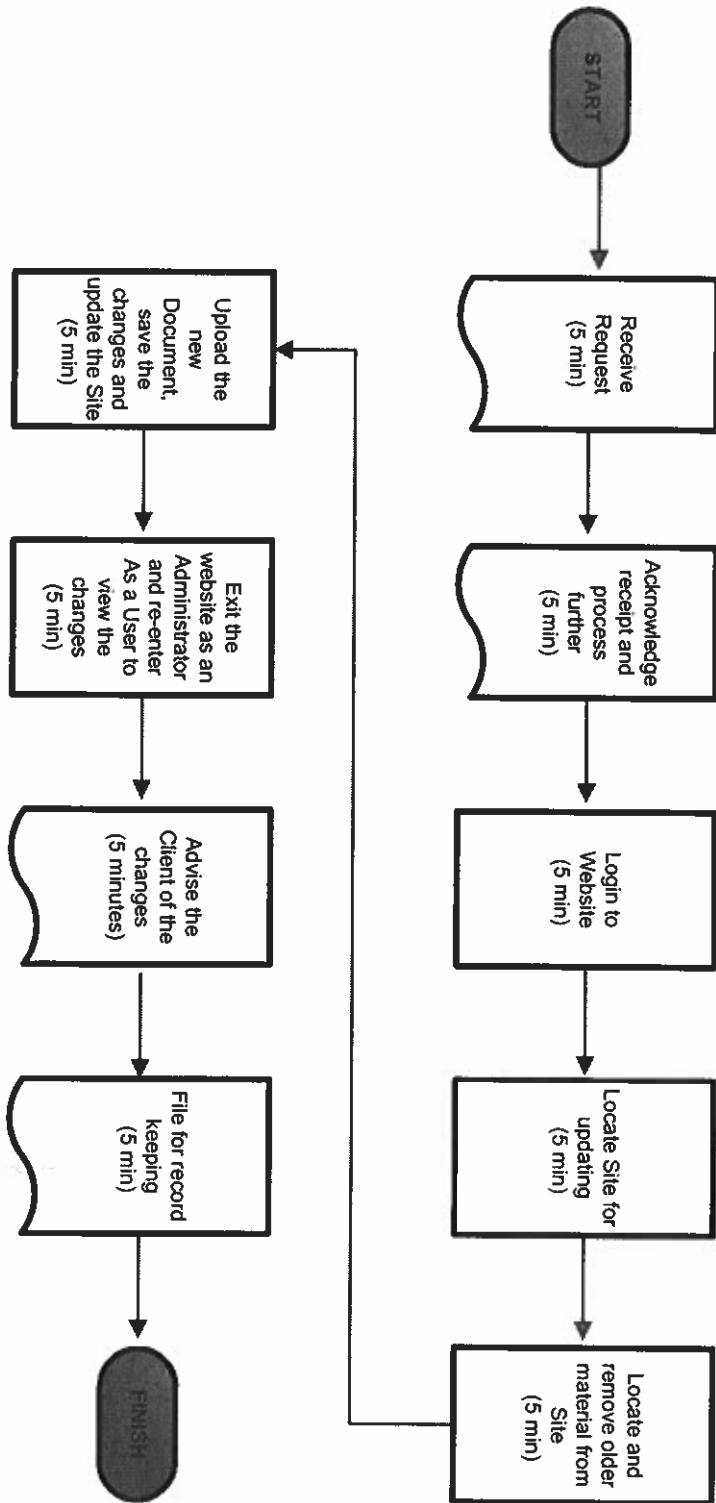 START
Receive
Request
(5 min)
Acknowledge
receipt and
process
further
(5 min)
Login to
Website
(5 min)
Locate Site for
updating
(5 min)
Locate and
remove older
material from
Site
(5 min)
Upload the
new
Document,
save the
changes and
update the Site
(5 min)
Exit the
website as an
Administrator
and re-enter
As a User to
view the
changes
(5 min)
Advise the
Client of the
changes
(5 minutes)
File for record
keeping
(5 min)
FINISH